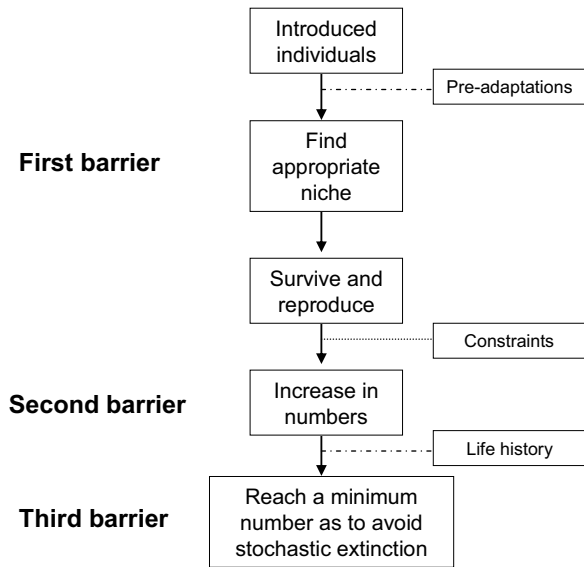 Introduced
individuals
Pre-adaptations
First barrier
Find
appropriate
niche
Survive and
reproduce
Constraints
Second barrier
Increase in
numbers
Life history
Third barrier
Reach a minimum
number as to avoid
stochastic extinction